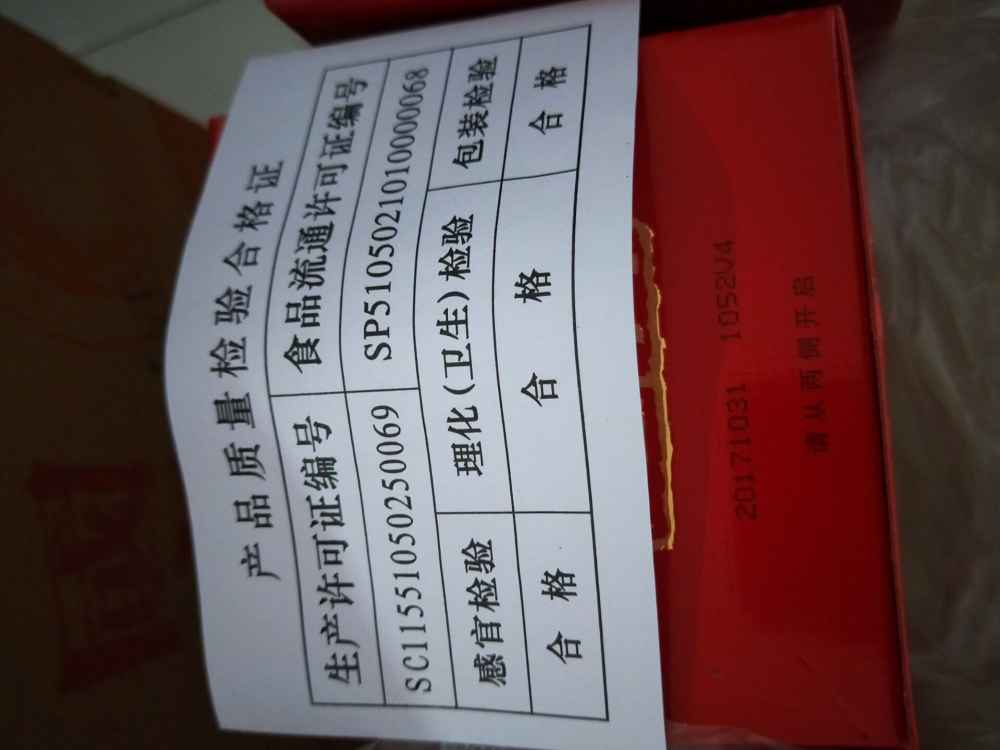 产品质量检验合格证
生产许可证编号 食品流通许可证编号
SC11551050250069 SP5105021010000068
感官检验 理化(卫生)检验 包装检验
合格 合格 合格
20171031 1052V4
请从两侧开启